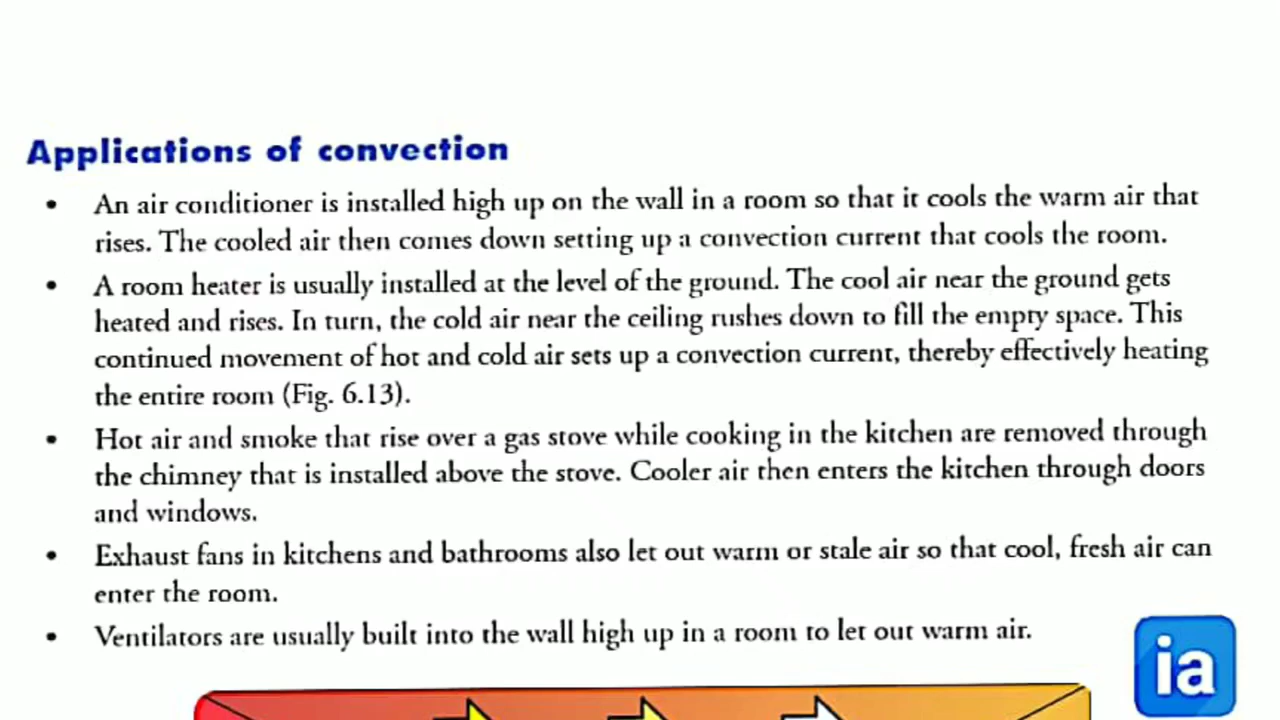 Applications of convection
• An air conditioner is installed high up on the wall in a room so that it cools the warm air that
rises. The cooled air then comes down setting up a convection current that cools the room.
• A room heater is usually installed at the level of the ground. The cool air near the ground gets
heated and rises. In turn, the cold air near the ceiling rushes down to fill the empty space. This
continued movement of hot and cold air sets up a convection current, thereby effectively heating
the entire room (Fig. 6.13).
• Hot air and smoke that rise over a gas stove while cooking in the kitchen are removed through
the chimney that is installed above the stove. Cooler air then enters the kitchen through doors
and windows.
• Exhaust fans in kitchens and bathrooms also let out warm or stale air so that cool, fresh air can
enter the room.
• Ventilators are usually built into the wall high up in a room to let out warm air.
ia